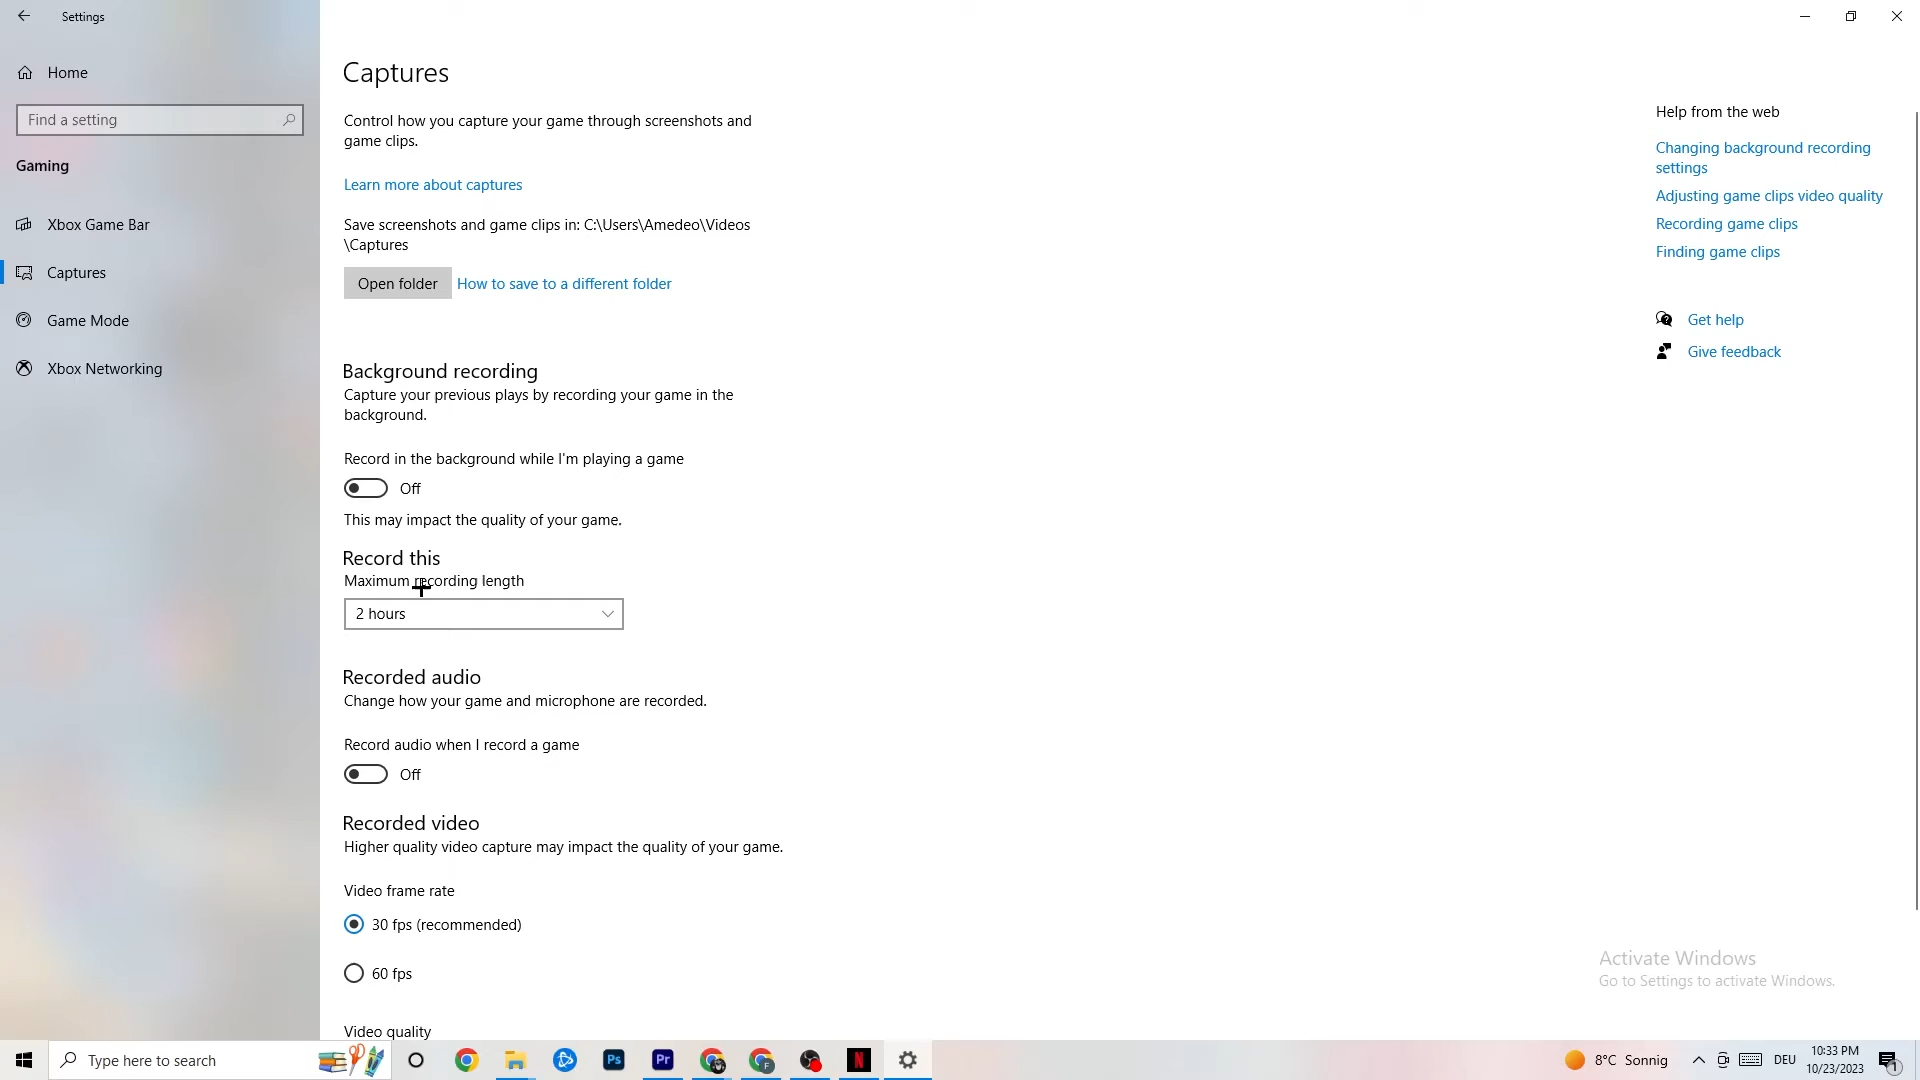 Settings
Home
Find a setting
Gaming
Xbox Game Bar
Captures
Game Mode
Xbox Networking
Captures
Control how you capture your game through screenshots and
game clips.
Learn more about captures
Save screenshots and game clips in: C:\Users\Amedeo\Videos
\Captures
Open folder
How to save to a different folder
Background recording
Capture your previous plays by recording your game in the
background.
Record in the background while I'm playing a game
Off
This may impact the quality of your game.
Record this
Maximum recording length
2 hours
Recorded audio
Change how your game and microphone are recorded.
Record audio when I record a game
Off
Recorded video
Higher quality video capture may impact the quality of your game.
Video frame rate
30 fps (recommended)
60 fps
Video quality
Help from the web
Changing background recording
settings
Adjusting game clips video quality
Recording game clips
Finding game clips
Get help
Give feedback
Activate Windows
Go to Settings to activate Windows.
Type here to search
Ps
Pr
F
N
8°C Sonnig
DEU
10:33 PM
10/23/2023
1